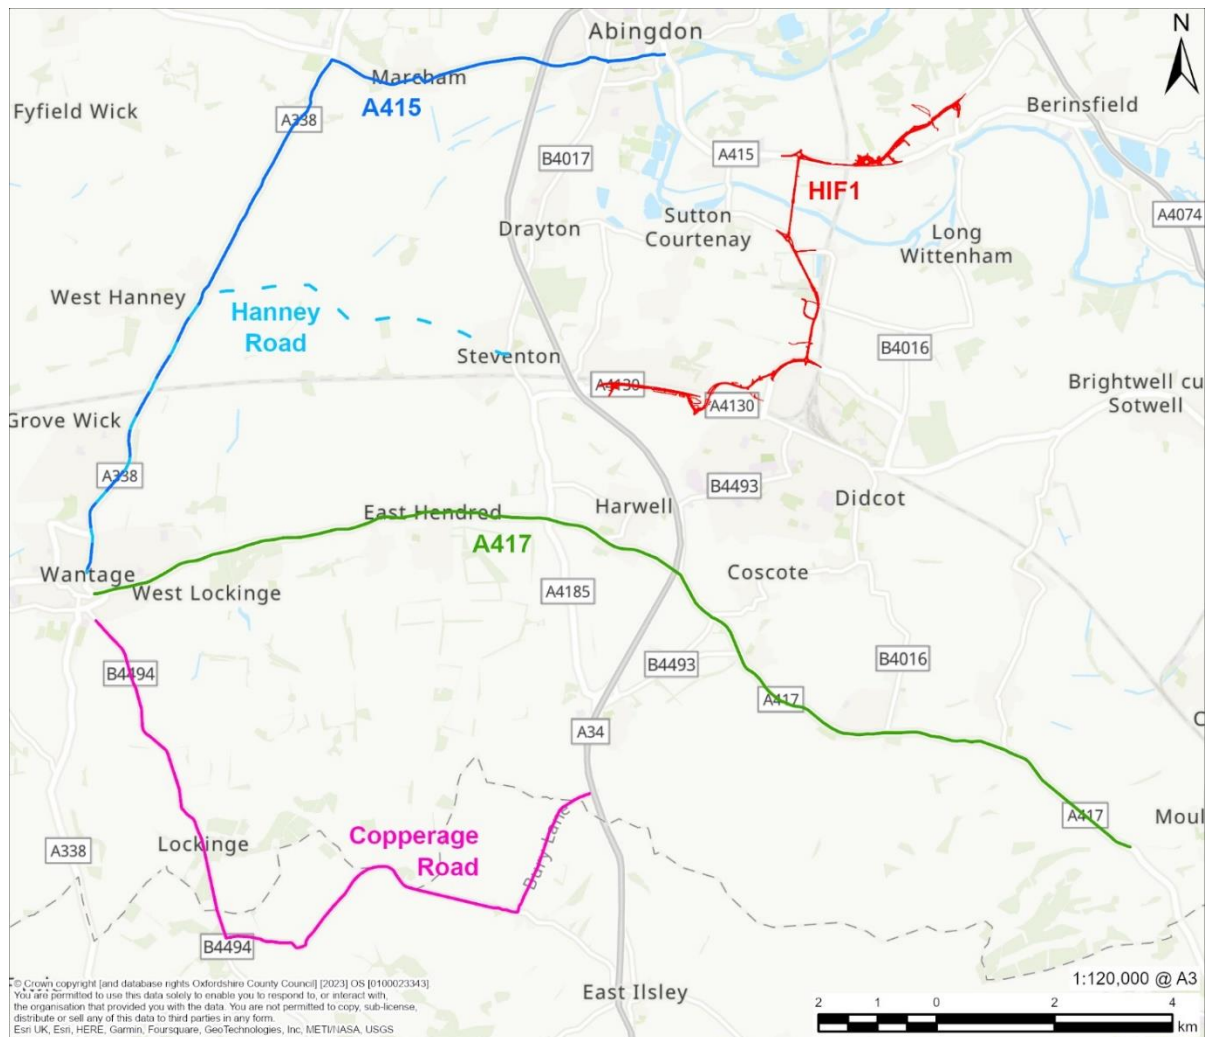 N
Abingdon
Marcham
A415
Fyfield Wick
A338
Berinsfield
B4017
A415
HIF1
A4074
Drayton
Sutton
Courtenay
Long
Wittenham
West Hanney
Hanney
Road
Steventon
B4016
A4130
A4130
Brightwell cu
Sotwell
Grove Wick
A338
B4493
Didcot
East Hendred
Harwell
A417
Wantage
West Lockinge
A4185
Coscote
B4494
B4493
B4016
A417
A34
C
A417
Moul
Copperage
Road
Bury Lane
Lockinge
A338
B4494
East Ilsley
1:120,000 @ A3
2 1 0 2 4
km
© Crown copyright [and database rights Oxfordshire County Council] [2023] OS [0100023343]
You are permitted to use this data solely to enable you to respond to, or interact with,
the organisation that provided you with the data. You are not permitted to copy, sub-license,
distribute or sell any of this data to third parties in any form.
Esri UK, Esri, HERE, Garmin, Foursquare, GeoTechnologies, Inc, METI/NASA, USGS